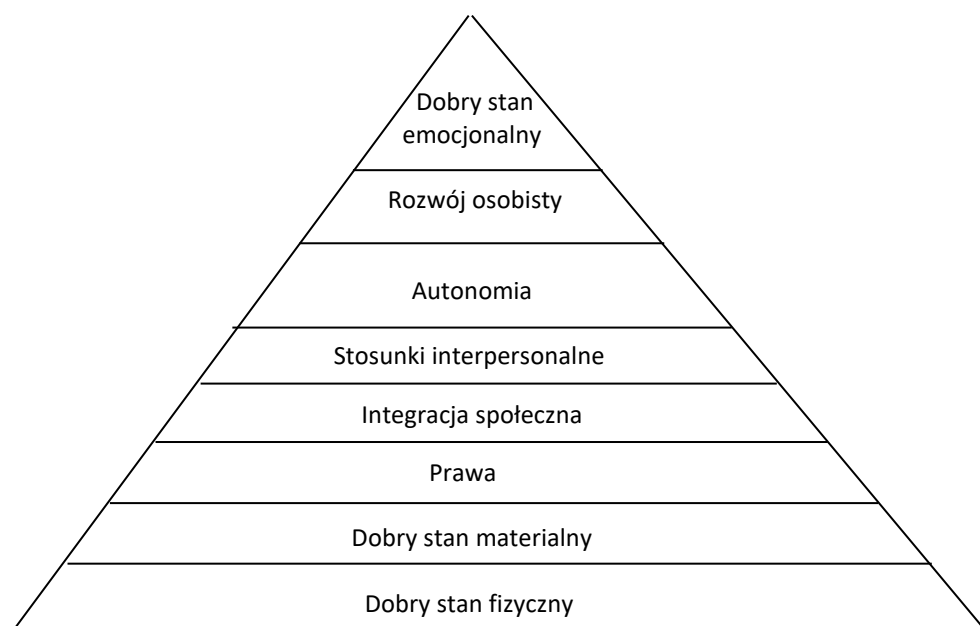 Dobry stan
emocjonalny
Rozwój osobisty
Autonomia
Stosunki interpersonalne
Integracja społeczna
Prawa
Dobry stan materialny
Dobry stan fizyczny